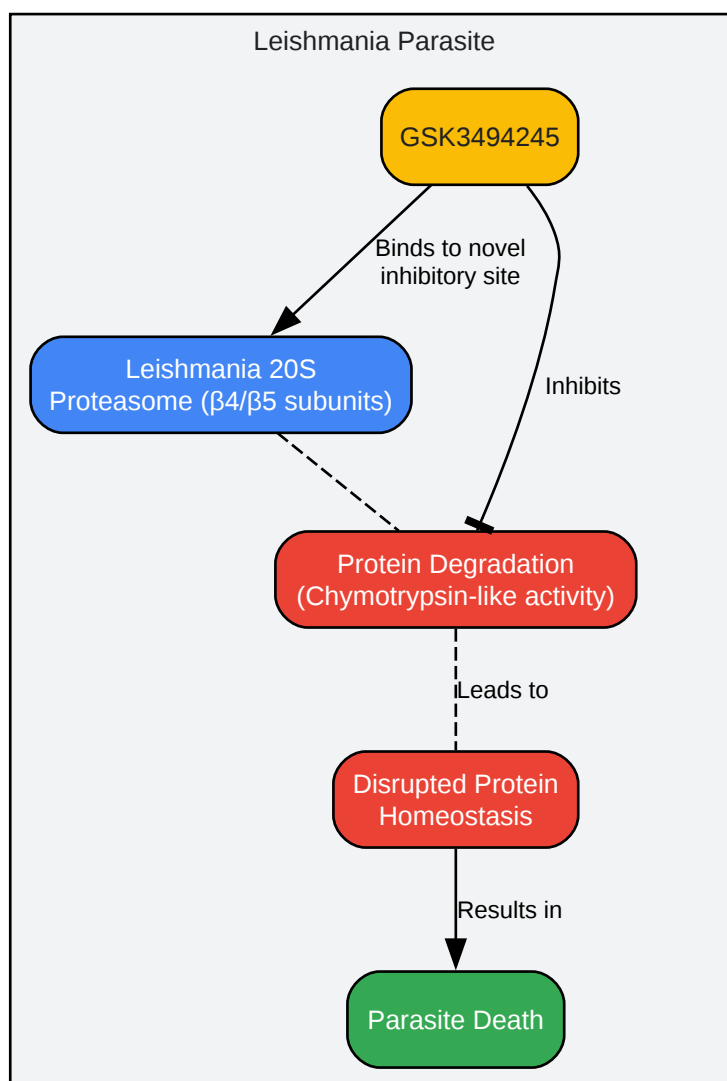 Leishmania Parasite
GSK3494245
Binds to novel
inhibitory site
Leishmania 20S
Proteasome (β4/β5 subunits)
Inhibits
Protein Degradation
(Chymotrypsin-like activity)
Leads to
Disrupted Protein
Homeostasis
Results in
Parasite Death